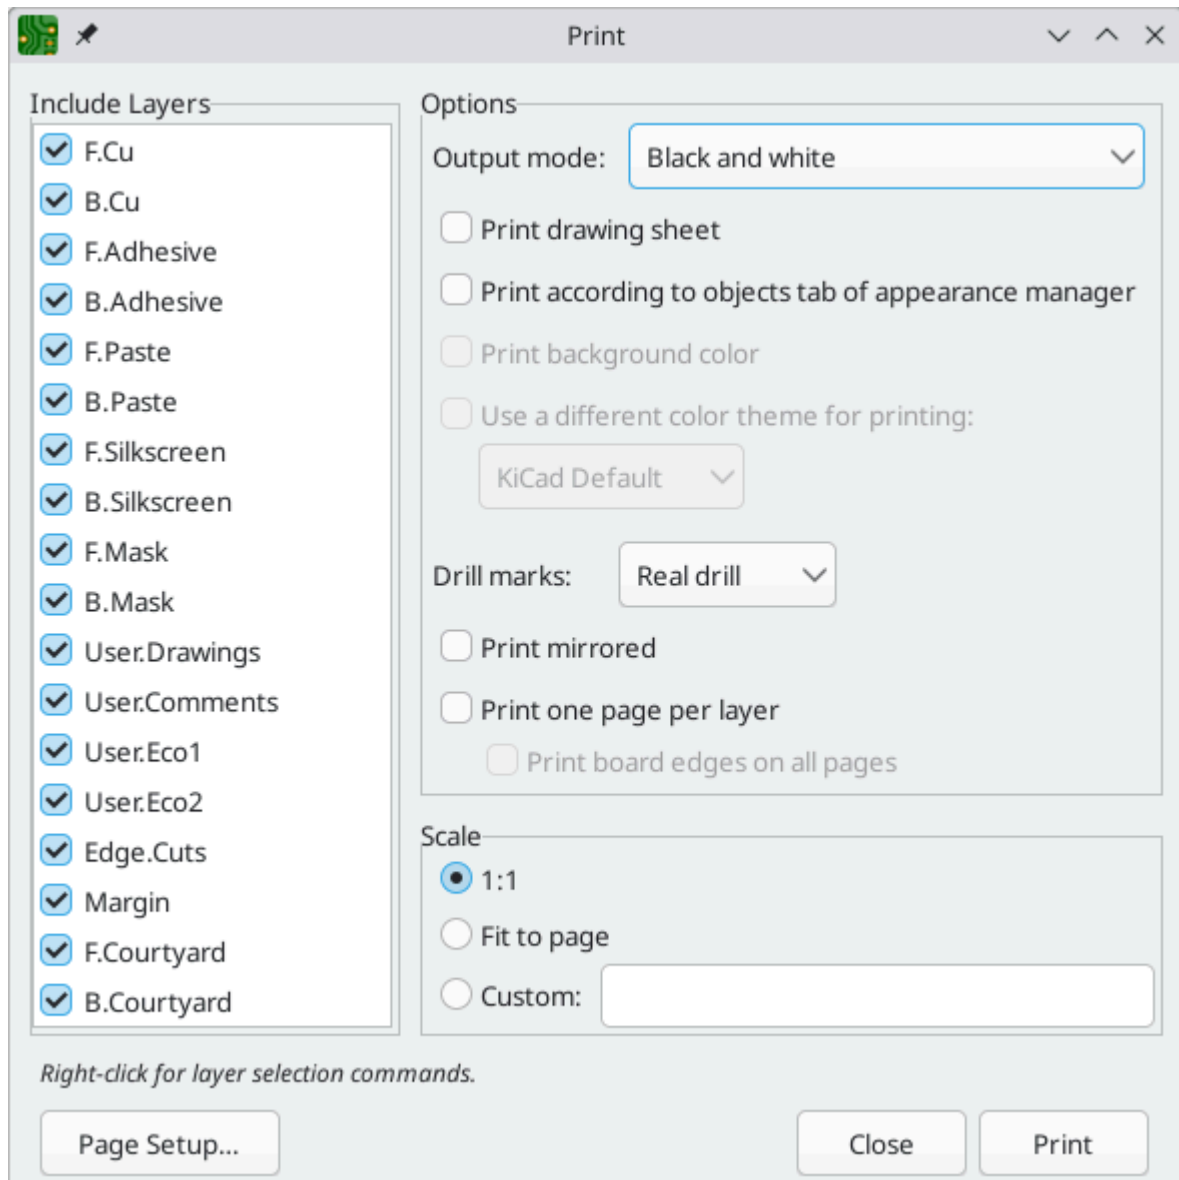 Print
Include Layers
F.Cu
B.Cu
F.Adhesive
B.Adhesive
F.Paste
B.Paste
F.Silkscreen
B.Silkscreen
F.Mask
B.Mask
User.Drawings
User.Comments
User.Eco1
User.Eco2
Edge.Cuts
Margin
F.Courtyard
B.Courtyard
Options
Output mode: Black and white
Print drawing sheet
Print according to objects tab of appearance manager
Print background color
Use a different color theme for printing:
KiCad Default
Drill marks: Real drill
Print mirrored
Print one page per layer
Print board edges on all pages
Scale
1:1
Fit to page
Custom:
Right-click for layer selection commands.
Page Setup...
Close
Print